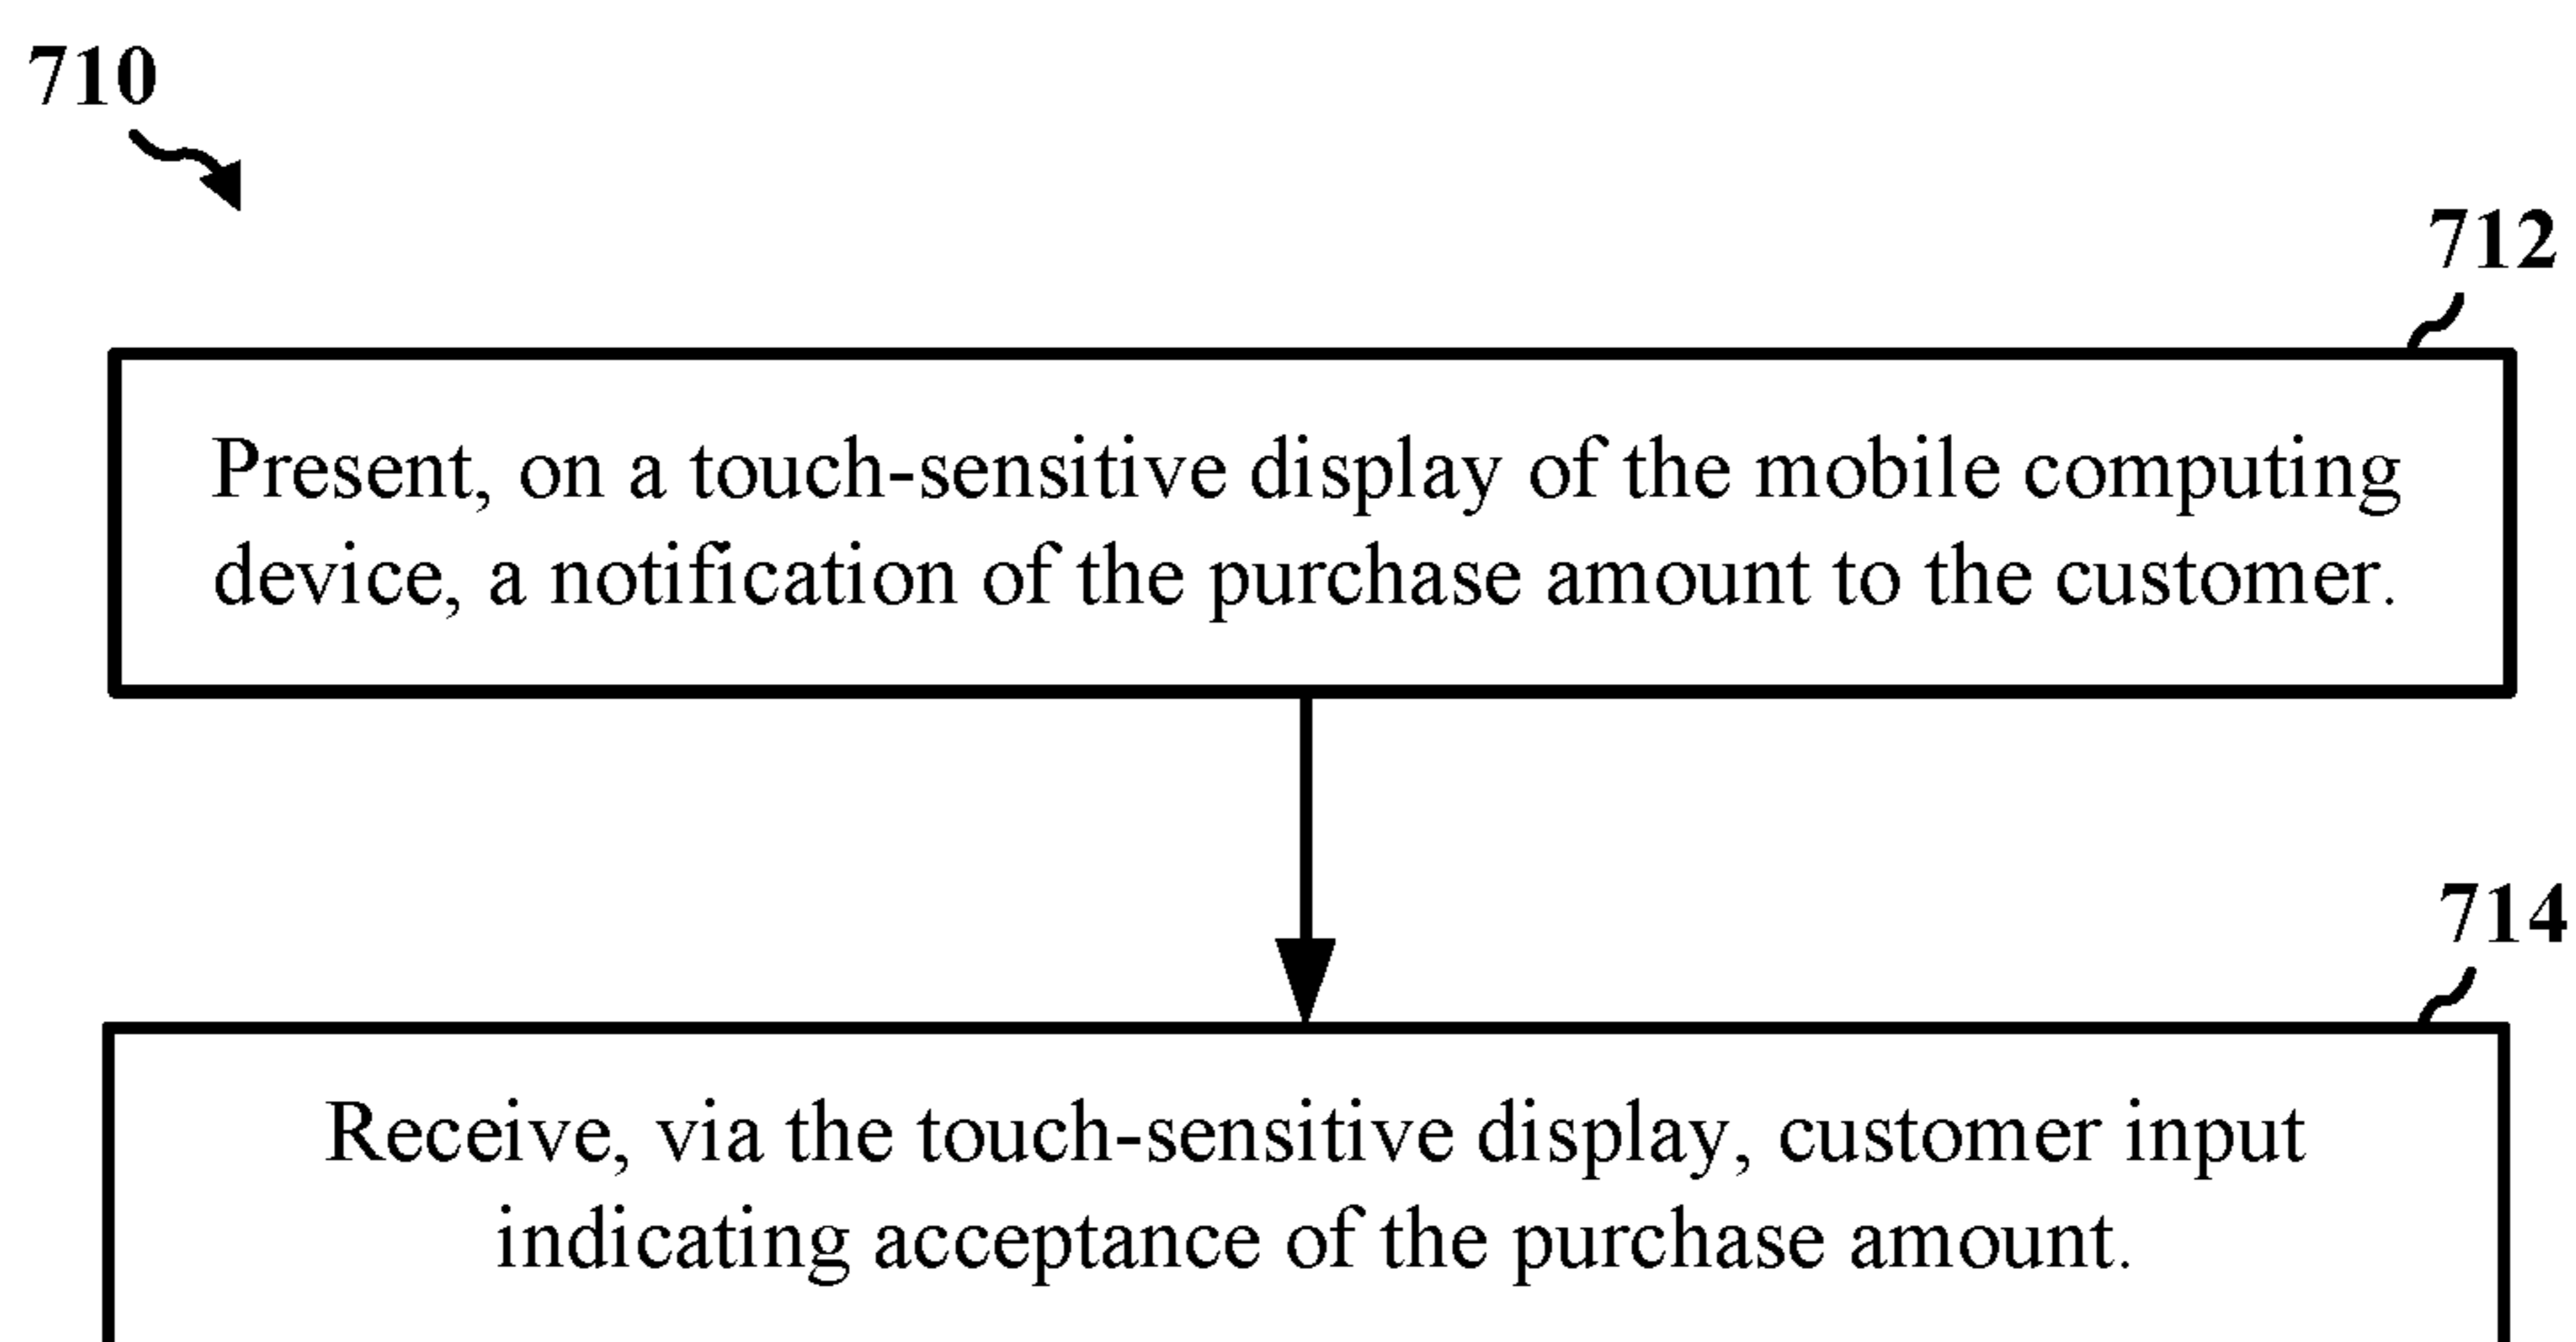 710
712
Present, on a touch-sensitive display of the mobile computing
device, a notification of the purchase amount to the customer.
714
Receive, via the touch-sensitive display, customer input
indicating acceptance of the purchase amount.